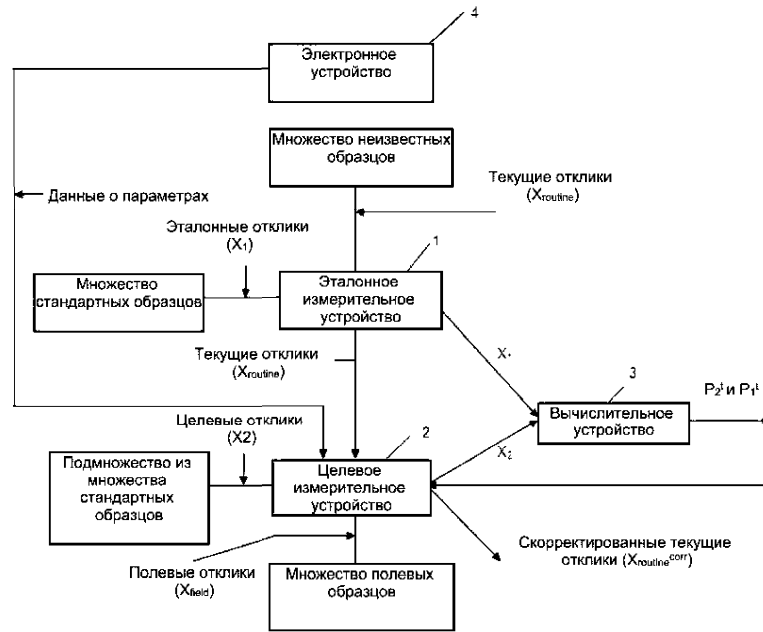 4
Электронное
устройство
Множество неизвестных
образцов
Данные о параметрах
Текущие отклики
(Xroutine)
Эталонные отклики
(X1)
1
Множество
стандартных образцов
Эталонное
измерительное
устройство
Текущие отклики
(Xroutine)
X1
3
P2t и P1t
Вычислительное
устройство
Целевые отклики
(X2)
2
X2
Подмножество из
множества
стандартных
образцов
Целевое
измерительное
устройство
Полевые отклики
(Xfield)
Скорректированные текущие
отклики (Xroutinecorr)
Множество полевых
образцов